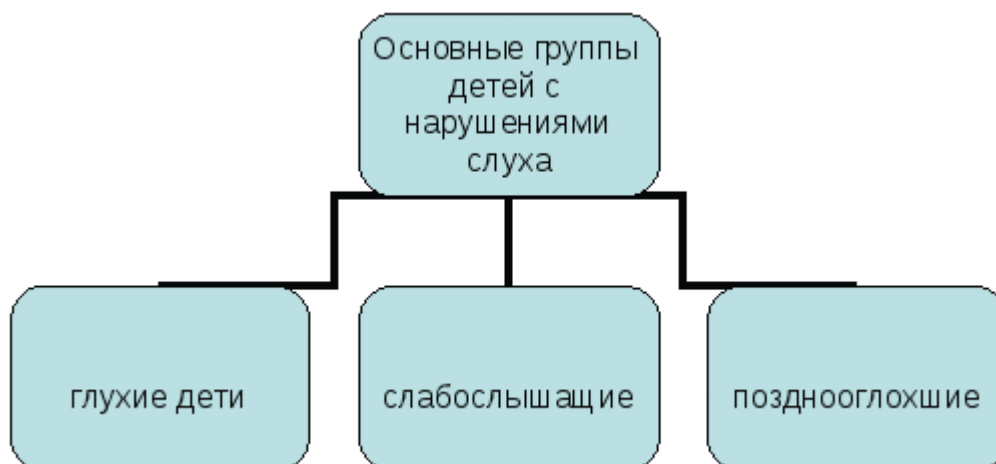 Основные группы
детей с
нарушениями
слуха
глухие дети
слабослышащие
позднооглохшие